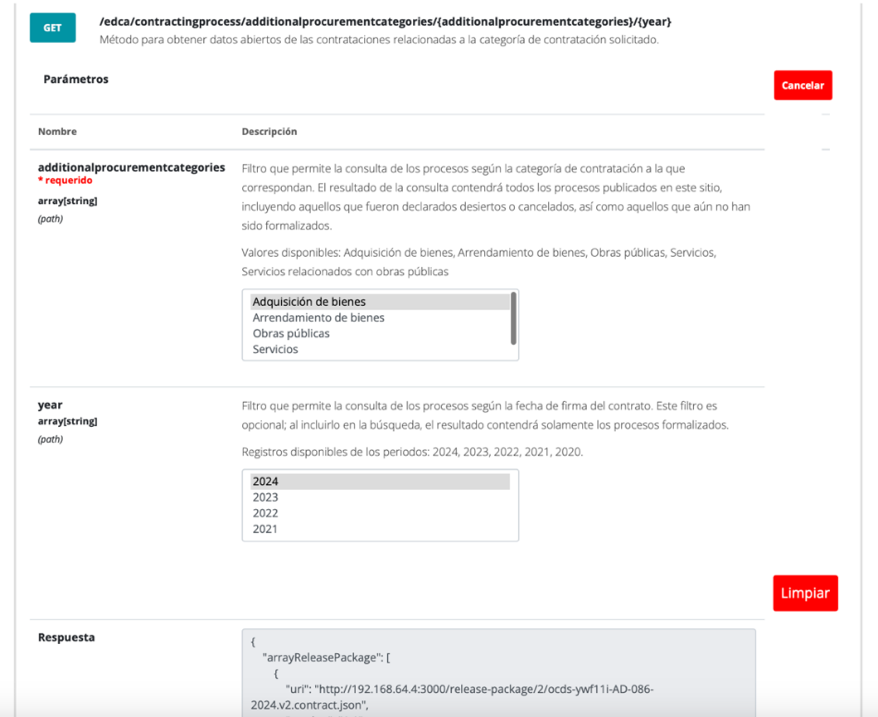 GET
/edca/contractingprocess/additionalprocurementcategories/{additionalprocurementcategories}/{year}
Método para obtener datos abiertos de las contrataciones relacionadas a la categoría de contratación solicitado.
Parámetros
Cancelar
Nombre
Descripción
additionalprocurementcategories
* requerido
array[string]
(path)
Filtro que permite la consulta de los procesos según la categoría de contratación a la que
correspondan. El resultado de la consulta contendrá todos los procesos publicados en este sitio,
incluyendo aquellos que fueron declarados desiertos o cancelados, así como aquellos que aún no han
sido formalizados.
Valores disponibles: Adquisición de bienes, Arrendamiento de bienes, Obras públicas, Servicios,
Servicios relacionados con obras públicas
Adquisición de bienes
Arrendamiento de bienes
Obras públicas
Servicios
year
array[string]
(path)
Filtro que permite la consulta de los procesos según la fecha de firma del contrato. Este filtro es
opcional; al incluirlo en la búsqueda, el resultado contendrá solamente los procesos formalizados.
Registros disponibles de los periodos: 2024, 2023, 2022, 2021, 2020.
2024
2023
2022
2021
Limpiar
Respuesta
{
"arrayReleasePackage": [
{
"uri": "http://192.168.64.4:3000/release-package/2/ocds-ywf11i-AD-086-
2024.v2.contract.json",